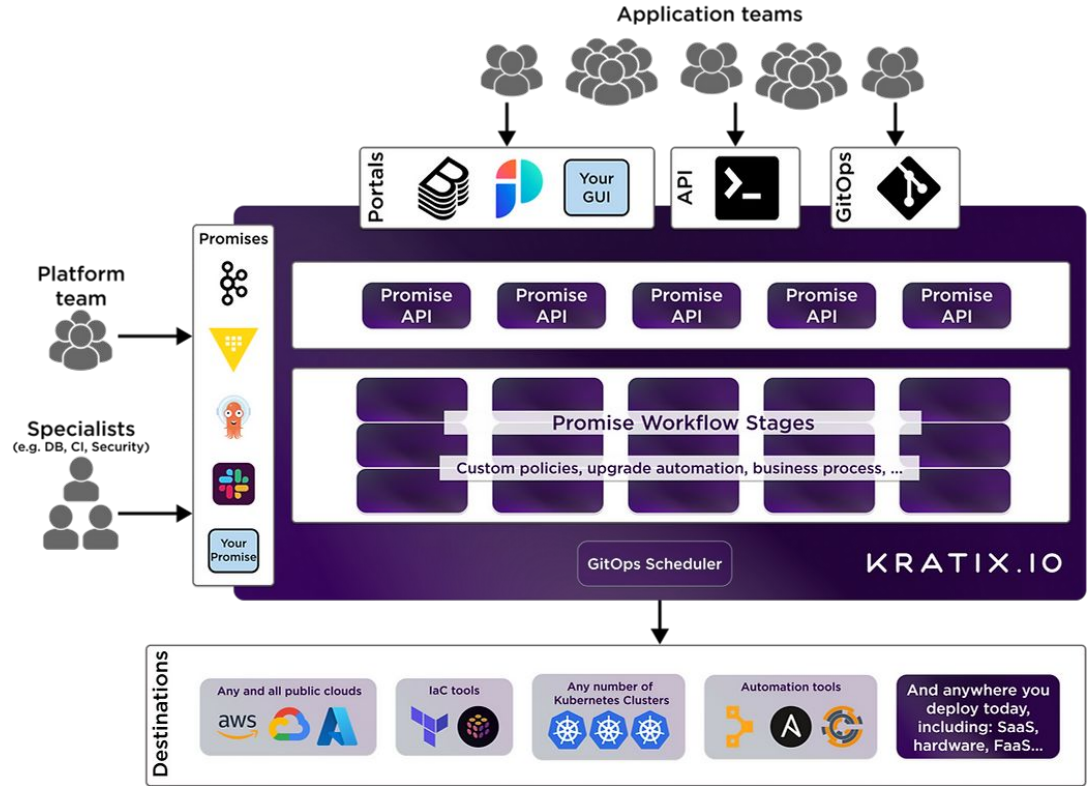 Application teams
Portals
Your
GUI
API
GitOps
Platform
team
Specialists
(e.g. DB, CI, Security)
Promises
Your
Promise
Promise
API
Promise
API
Promise
API
Promise
API
Promise
API
Promise Workflow Stages
Custom policies, upgrade automation, business process, ...
GitOps Scheduler
KRATIX.IO
Destinations
Any and all public clouds
aws
IaC tools
Any number of
Kubernetes Clusters
Automation tools
And anywhere you
deploy today,
including: SaaS,
hardware, FaaS...